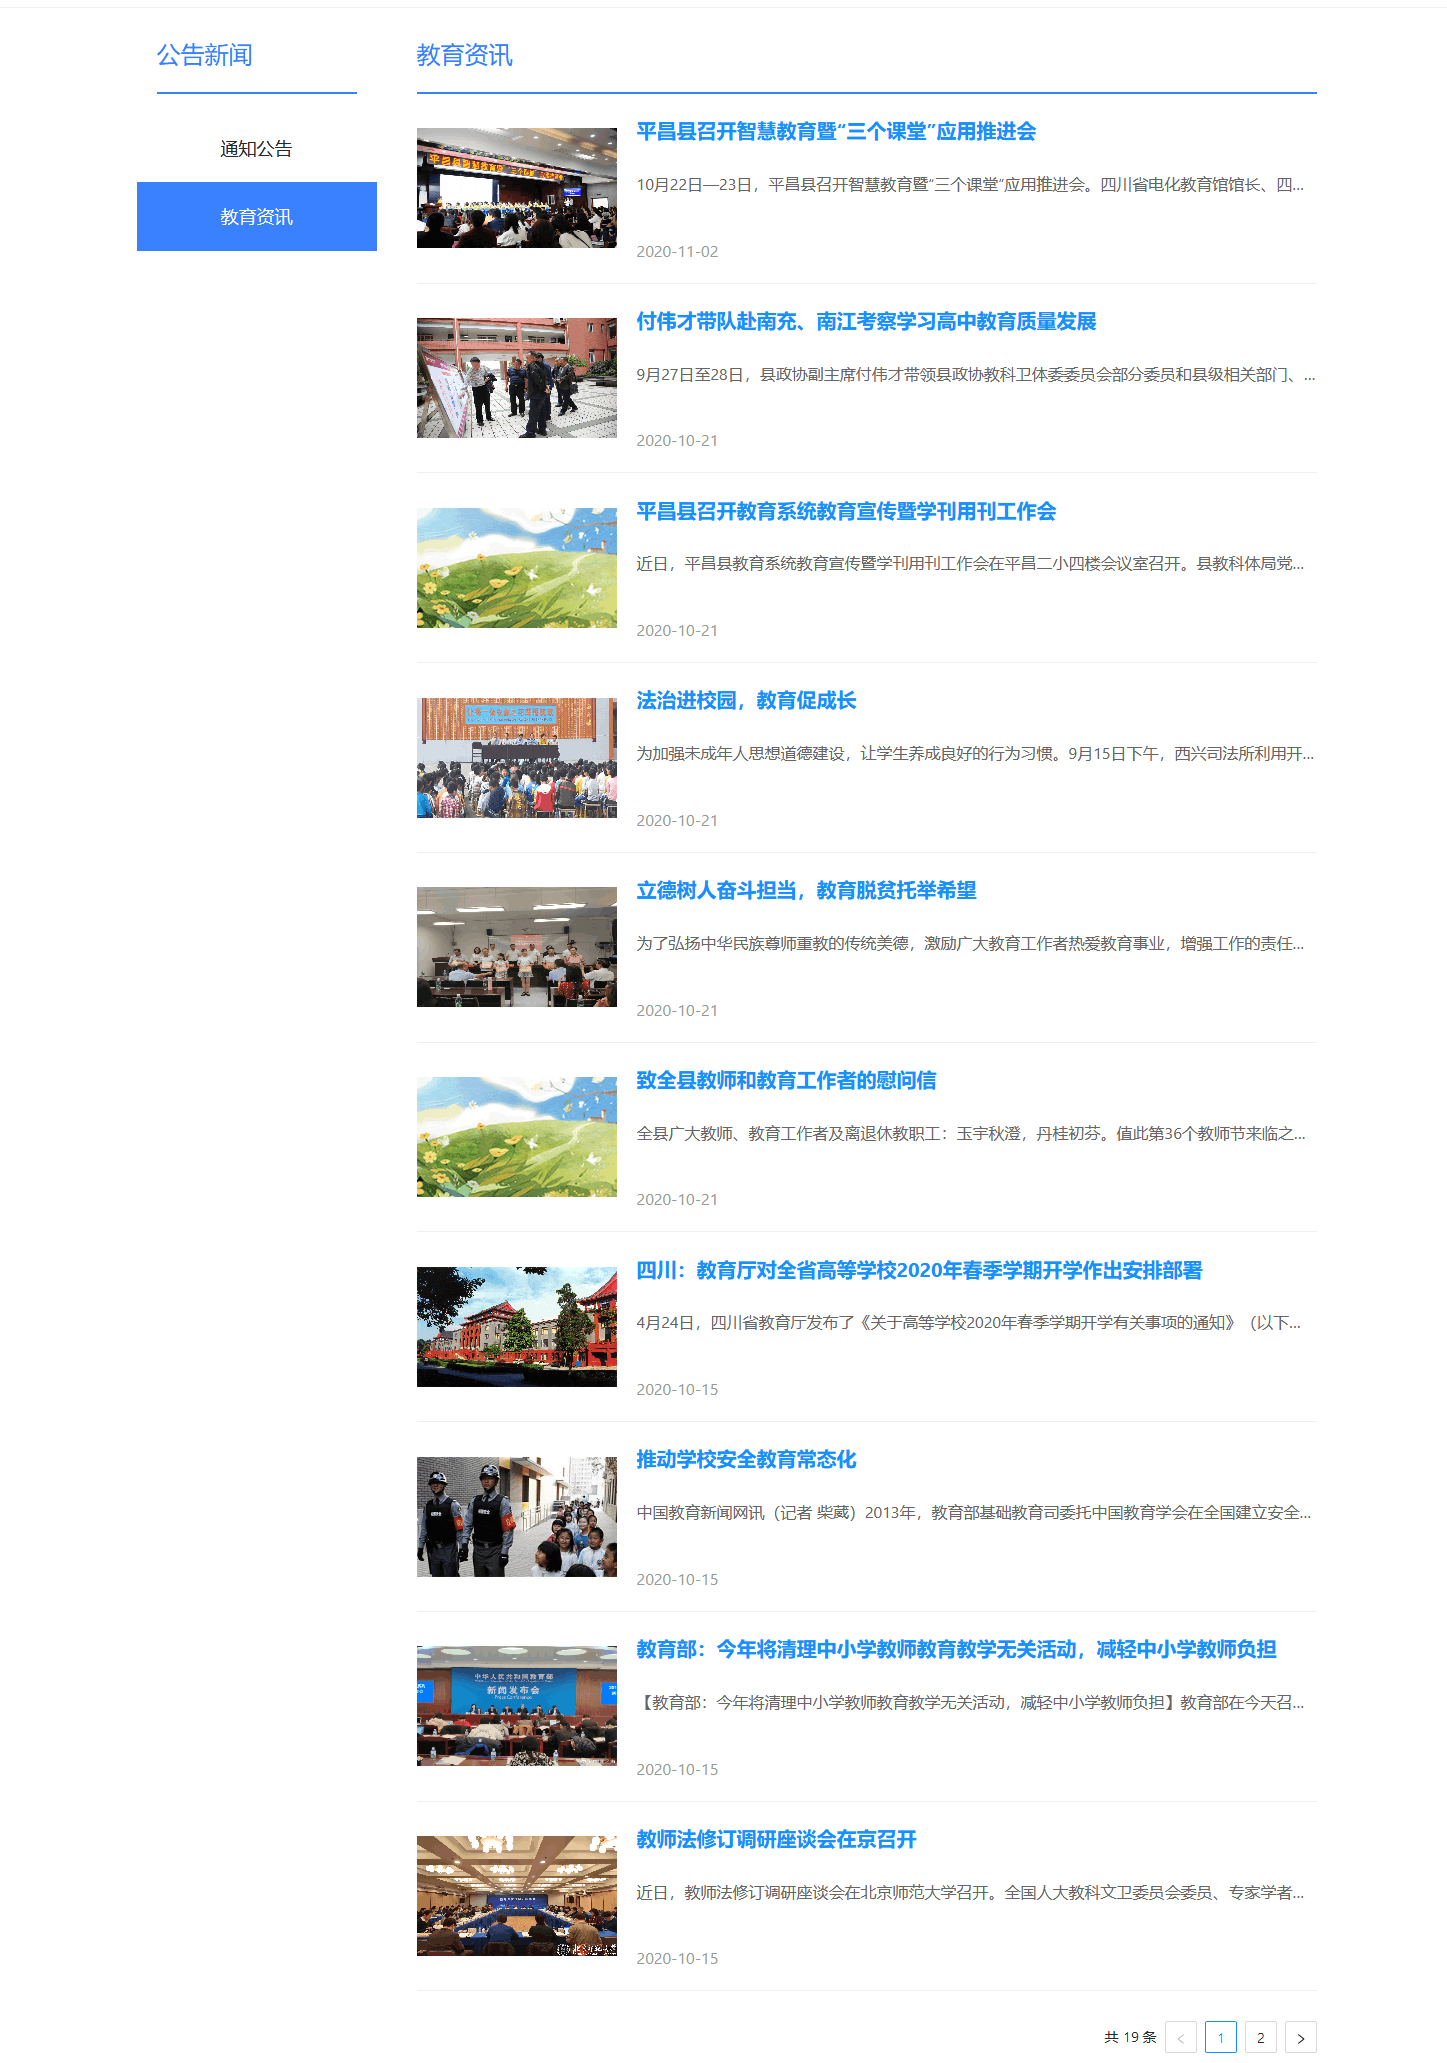 公告新闻
通知公告
教育资讯
教育资讯
平昌县召开智慧教育暨“三个课堂”应用推进会
10月22日—23日，平昌县召开智慧教育暨“三个课堂”应用推进会。四川省电化教育馆馆长、四...
2020-11-02
付伟才带队赴南充、南江考察学习高中教育质量发展
9月27日至28日，县政协副主席付伟才带领县政协教科卫体委委员会部分委员和县级相关部门、...
2020-10-21
平昌县召开教育系统教育宣传暨学刊用刊工作会
近日，平昌县教育系统教育宣传暨学刊用刊工作会在平昌二小四楼会议室召开。县教科体局党...
2020-10-21
法治进校园，教育促成长
为加强未成年人思想道德建设，让学生养成良好的行为习惯。9月15日下午，西兴司法所利用开...
2020-10-21
立德树人奋斗担当，教育脱贫托举希望
为了弘扬中华民族尊师重教的传统美德，激励广大教育工作者热爱教育事业，增强工作的责任...
2020-10-21
致全县教师和教育工作者的慰问信
全县广大教师、教育工作者及离退休教职工：玉宇秋澄，丹桂初芬。值此第36个教师节来临之...
2020-10-21
四川：教育厅对全省高等学校2020年春季学期开学作出安排部署
4月24日，四川省教育厅发布了《关于高等学校2020年春季学期开学有关事项的通知》（以下...
2020-10-15
推动学校安全教育常态化
中国教育新闻网讯（记者 柴葳）2013年，教育部基础教育司委托中国教育学会在全国建立安全...
2020-10-15
教育部：今年将清理中小学教师教育教学无关活动，减轻中小学教师负担
中华人民共和国教育部
新闻发布会
Press Conference
【教育部：今年将清理中小学教师教育教学无关活动，减轻中小学教师负担】教育部在今天召...
2020-10-15
教师法修订调研座谈会在京召开
近日，教师法修订调研座谈会在北京师范大学召开。全国人大教科文卫委员会委员、专家学者...
2020-10-15
共 19 条 < 1 2 >